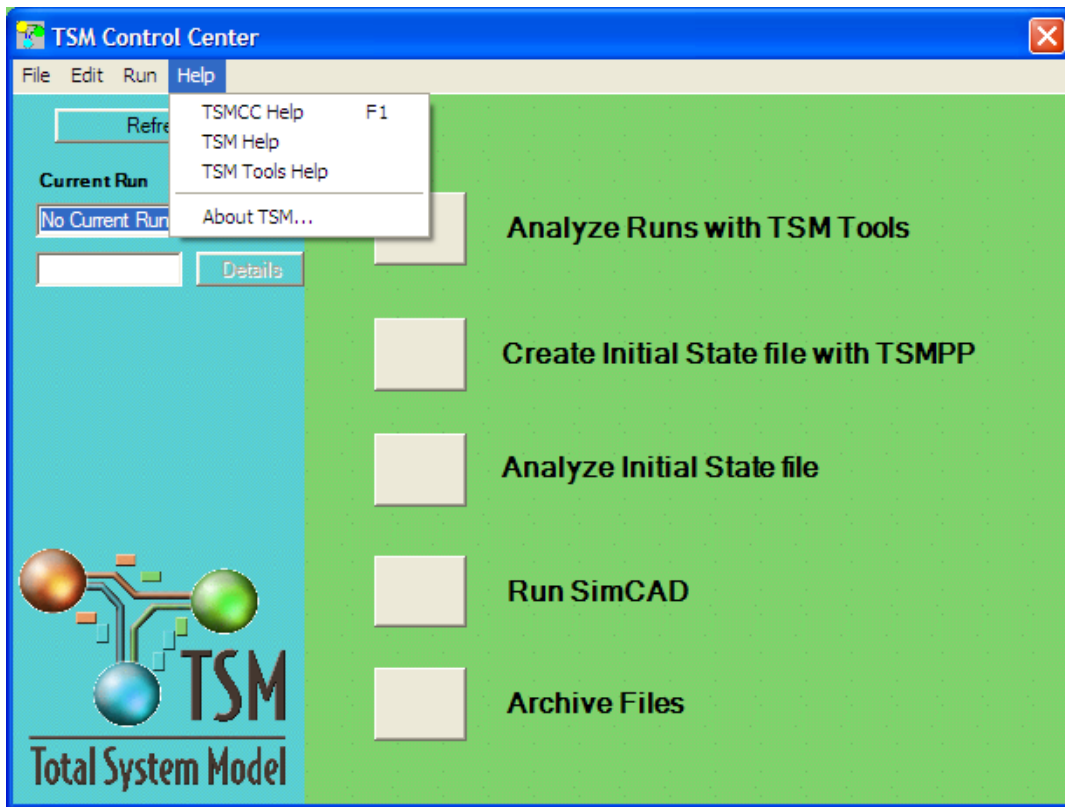 TSM Control Center
File Edit Run Help
TSMCC Help F1
TSM Help
TSM Tools Help
About TSM...
Current Run
No Current Run
Details
Analyze Runs with TSM Tools
Create Initial State file with TSMPP
Analyze Initial State file
Run SimCAD
Archive Files
TSM
Total System Model